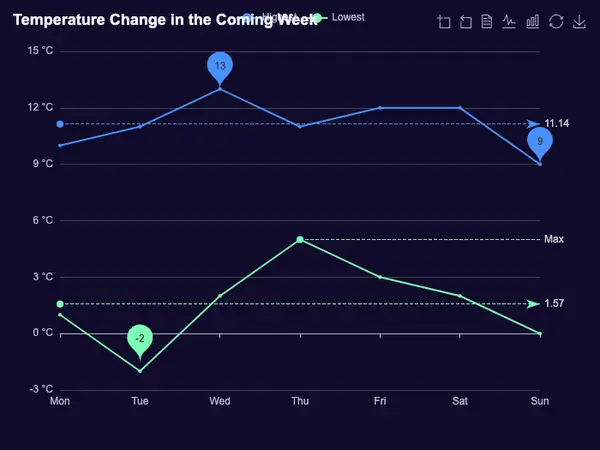 Temperature Change in the Coming Week
Highest
Lowest
15 °C
12 °C
9 °C
6 °C
3 °C
0 °C
-3 °C
13
11.14
9
Max
1.57
-2
Mon
Tue
Wed
Thu
Fri
Sat
Sun